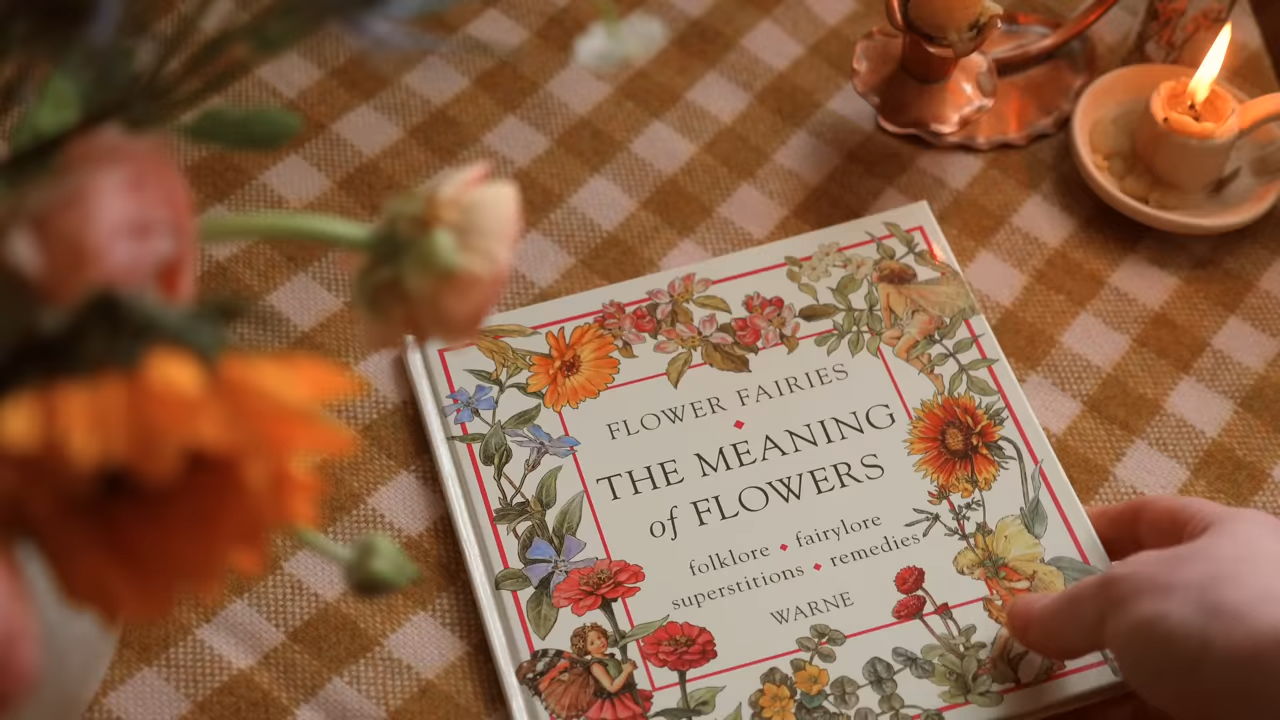 FLOWER FAIRIES
THE MEANING
of FLOWERS
folklore ♦ fairylore
superstitions ♦ remedies
WARNE